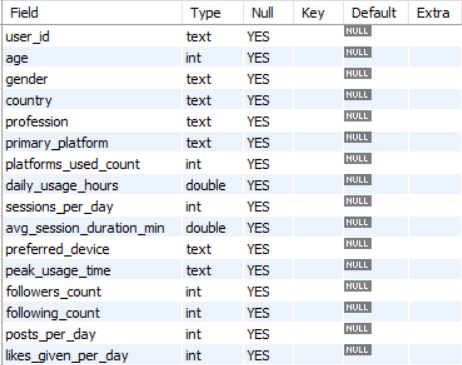 Field Type Null Key Default Extra
user_id text YES NULL
age int YES NULL
gender text YES NULL
country text YES NULL
profession text YES NULL
primary_platform text YES NULL
platforms_used_count int YES NULL
daily_usage_hours double YES NULL
sessions_per_day int YES NULL
avg_session_duration_min double YES NULL
preferred_device text YES NULL
peak_usage_time text YES NULL
followers_count int YES NULL
following_count int YES NULL
posts_per_day int YES NULL
likes_given_per_day int YES NULL